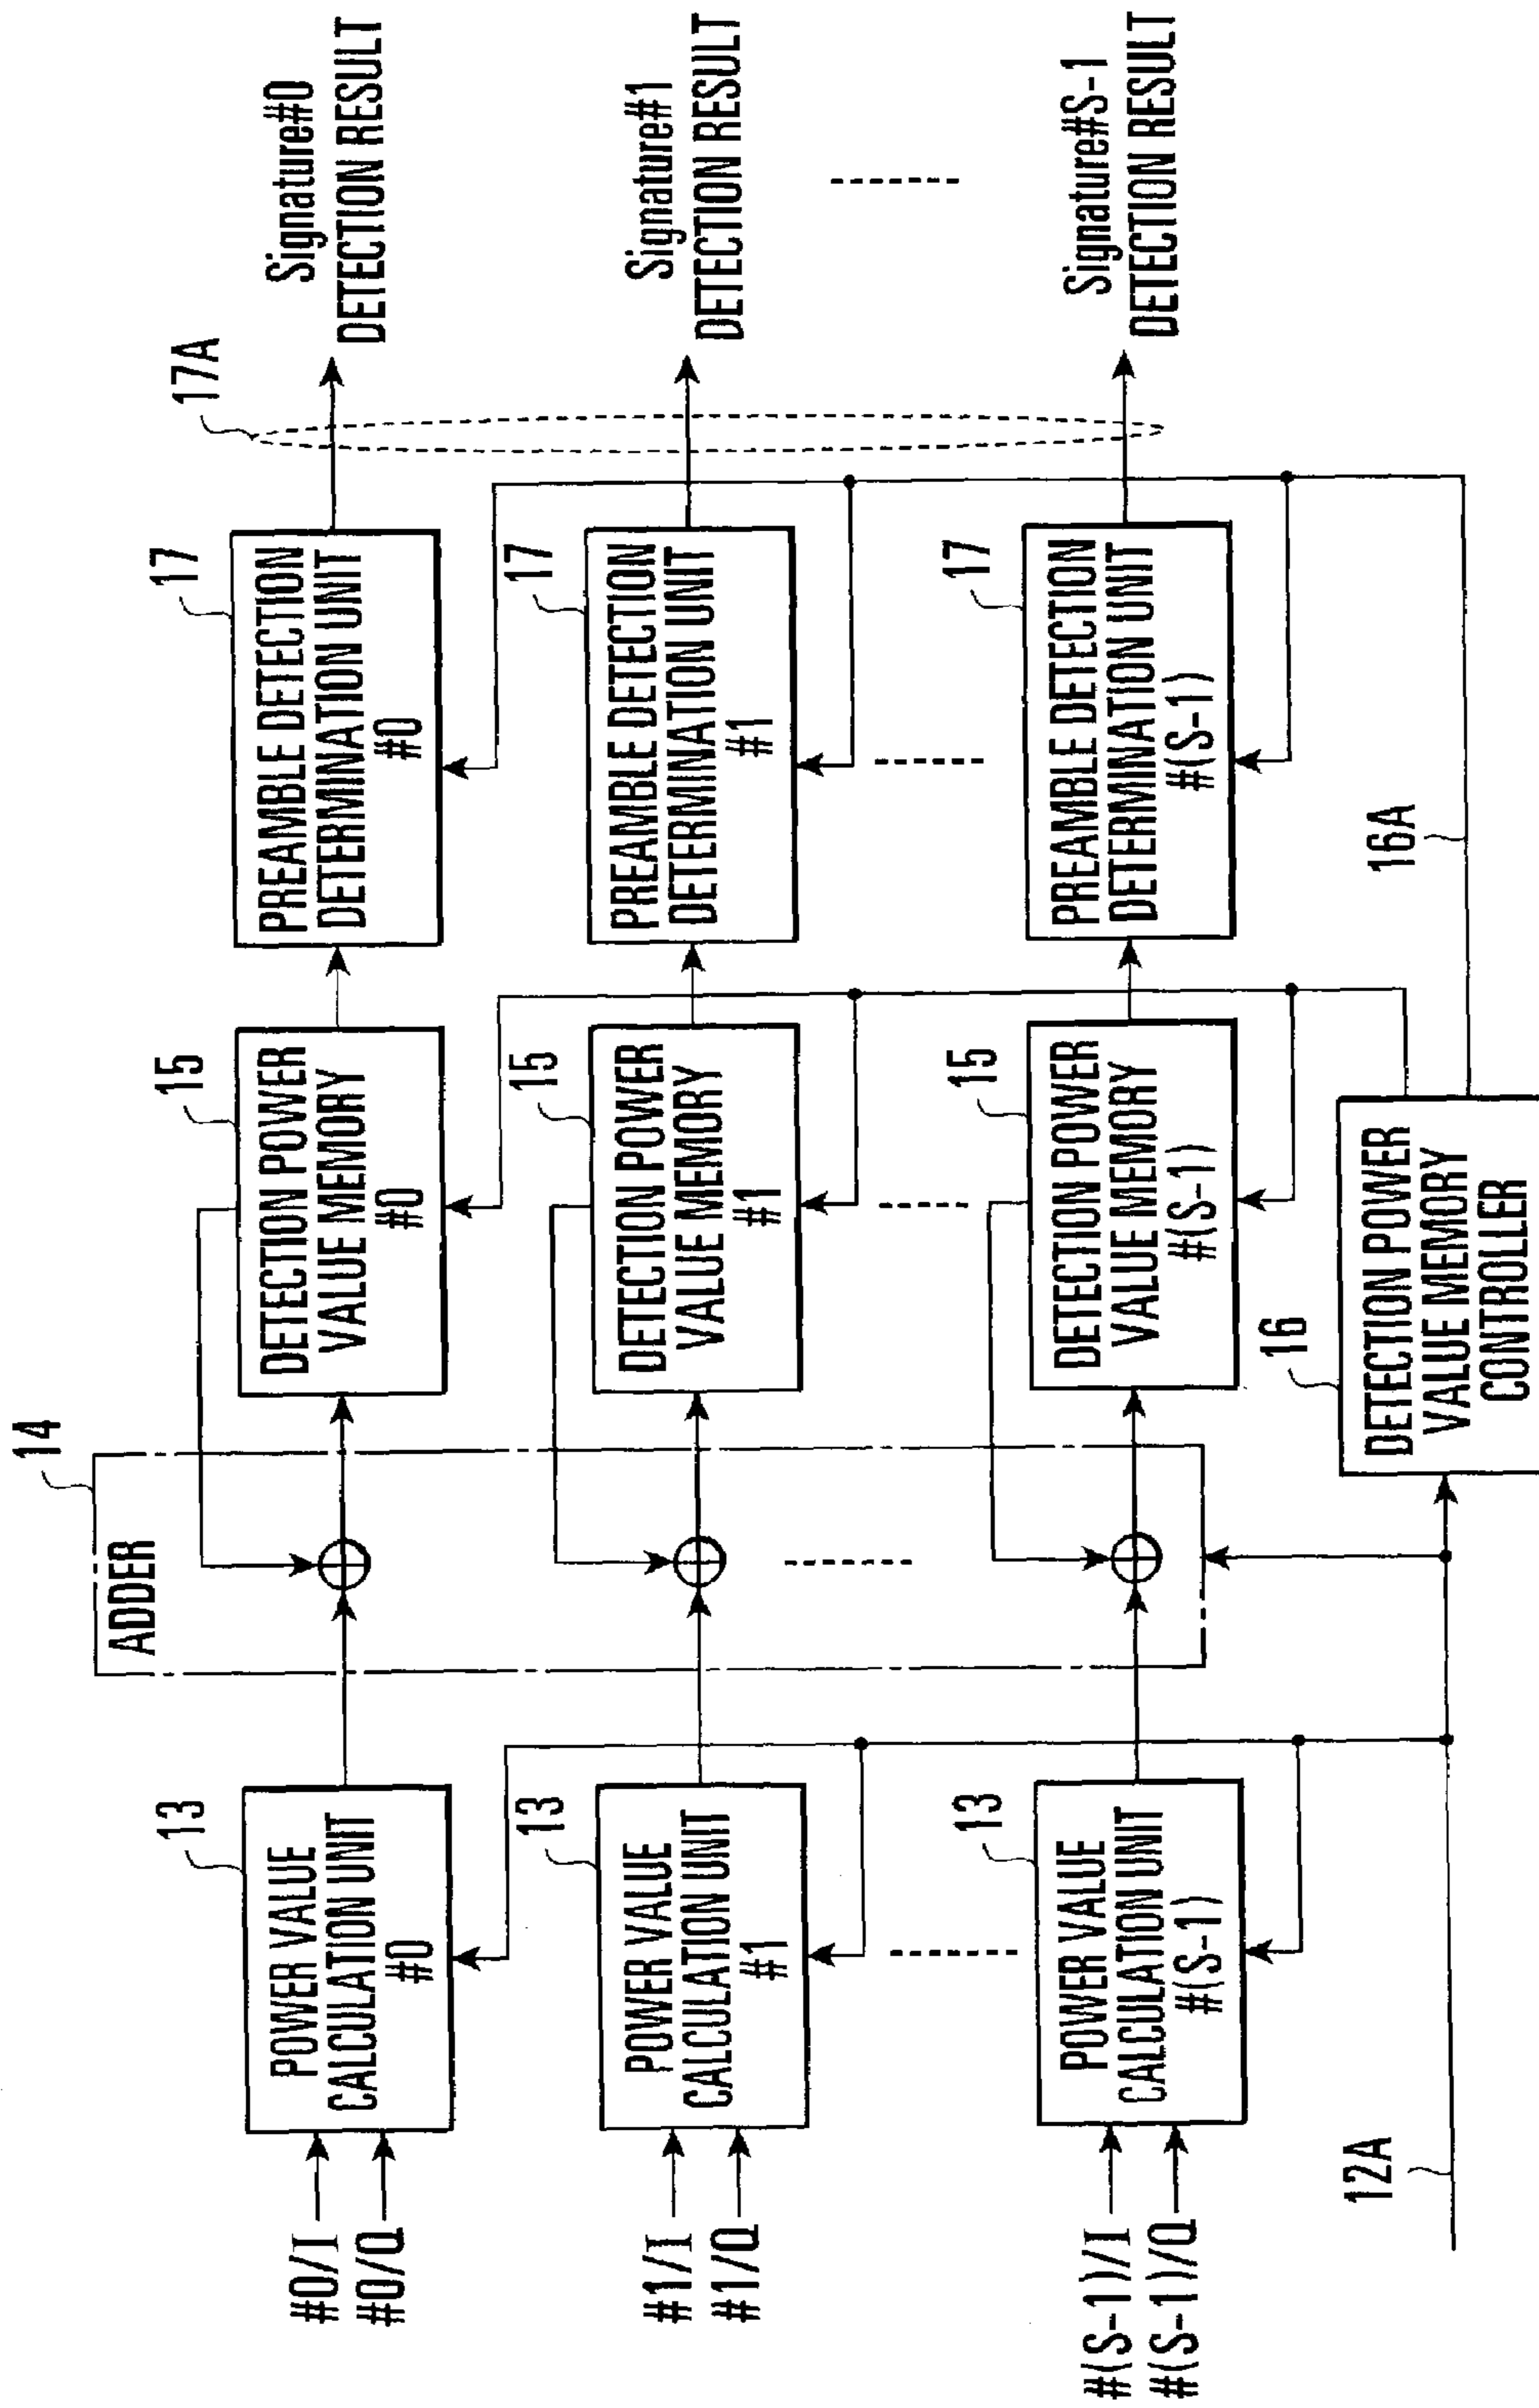 14
ADDER
#0/I
#0/Q
13
POWER VALUE
CALCULATION UNIT
#0
15
DETECTION POWER
VALUE MEMORY
#0
17
PREAMBLE DETECTION
DETERMINATION UNIT
#0
17A
Signature#0
DETECTION RESULT
#1/I
#1/Q
13
POWER VALUE
CALCULATION UNIT
#1
15
DETECTION POWER
VALUE MEMORY
#1
17
PREAMBLE DETECTION
DETERMINATION UNIT
#1
Signature#1
DETECTION RESULT
#(S-1)/I
#(S-1)/Q
13
POWER VALUE
CALCULATION UNIT
#(S-1)
15
DETECTION POWER
VALUE MEMORY
#(S-1)
17
PREAMBLE DETECTION
DETERMINATION UNIT
#(S-1)
Signature#S-1
DETECTION RESULT
12A
16
DETECTION POWER
VALUE MEMORY
CONTROLLER
16A